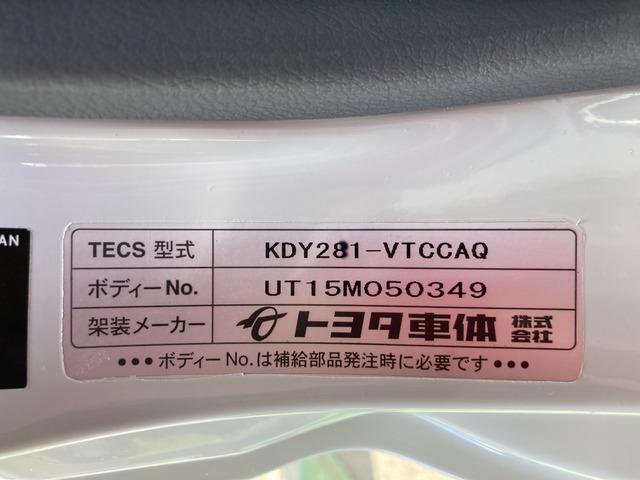 AN
TECS 型式 KDY281-VTCCAQ
ボディーNo. UT15M050349
架装メーカー トヨタ車体 株式会社
•••ボディーNo.は補給部品発注時に必要です•••